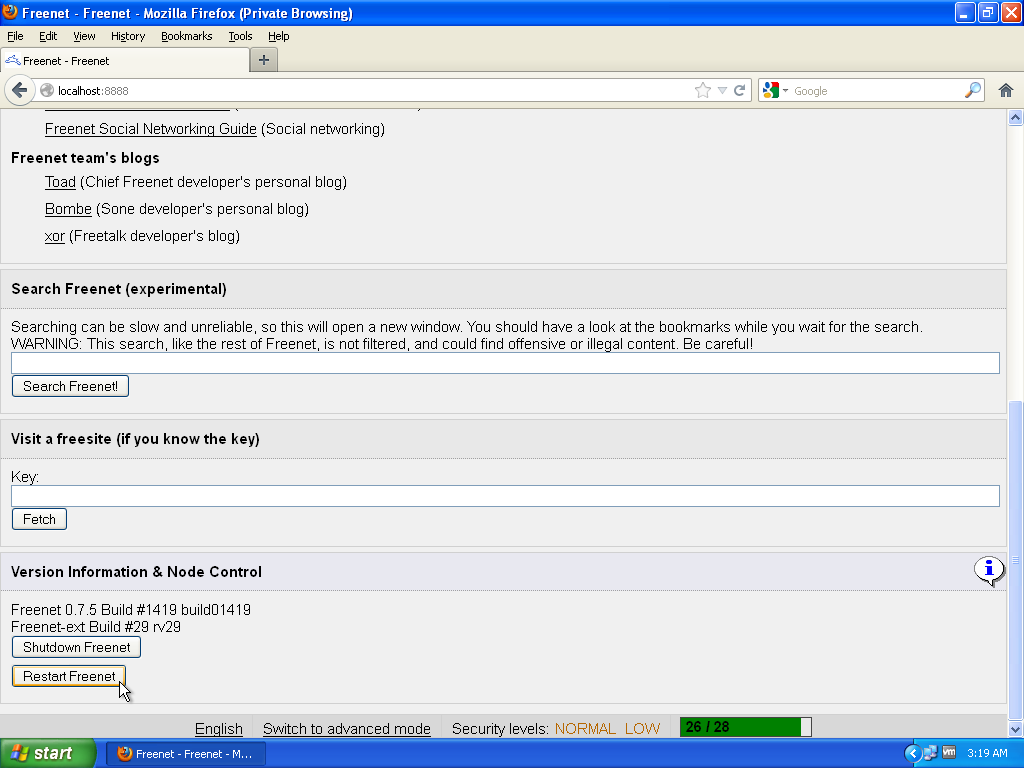 Freenet - Freenet - Mozilla Firefox (Private Browsing)
File Edit View History Bookmarks Tools Help
Freenet - Freenet
localhost:8888
Google
Freenet Social Networking Guide (Social networking)
Freenet team's blogs
Toad (Chief Freenet developer's personal blog)
Bombe (Sone developer's personal blog)
xor (Freetalk developer's blog)
Search Freenet (experimental)
Searching can be slow and unreliable, so this will open a new window. You should have a look at the bookmarks while you wait for the search.
WARNING: This search, like the rest of Freenet, is not filtered, and could find offensive or illegal content. Be careful!
Search Freenet!
Visit a freesite (if you know the key)
Key:
Fetch
Version Information & Node Control
Freenet 0.7.5 Build #1419 build01419
Freenet-ext Build #29 rv29
Shutdown Freenet
Restart Freenet
English Switch to advanced mode Security levels: NORMAL LOW 26 / 28
start Freenet - Freenet - M... 3:19 AM